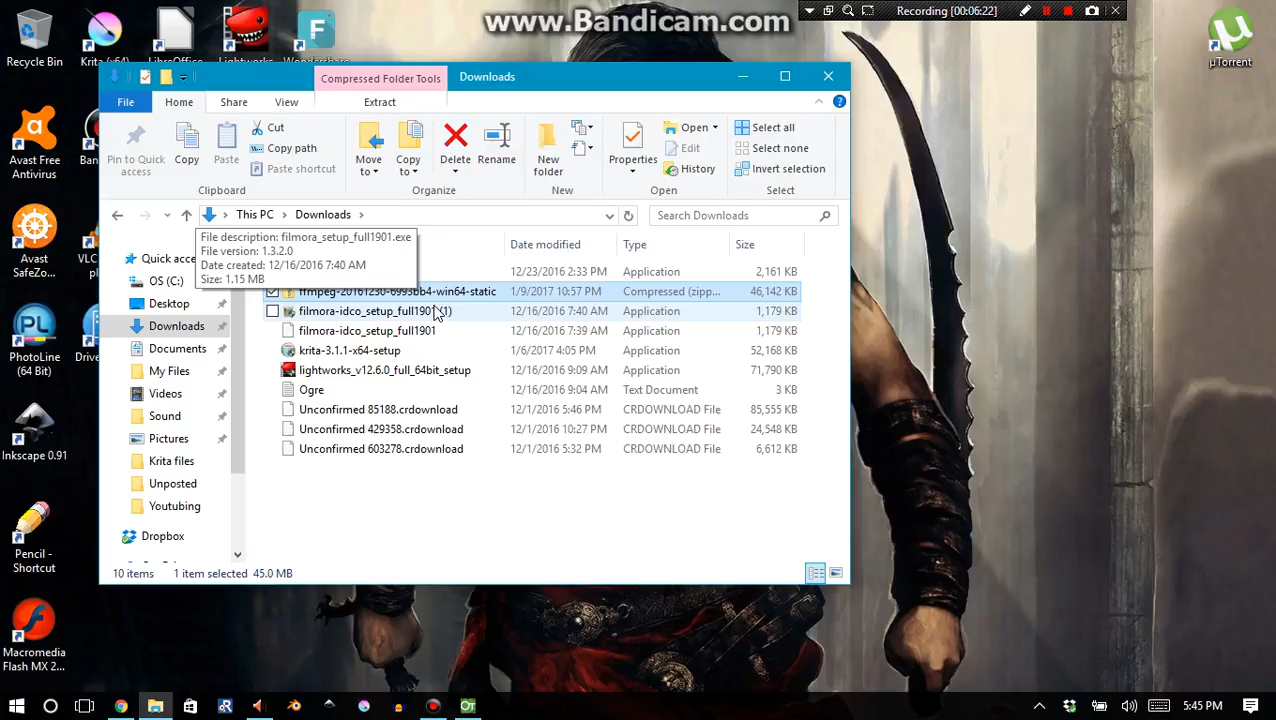 www.Bandicam.com
Recording [00:06:22]
Recycle Bin
Krita (x64)
LibreOffice
Lightworks
Wondershare
µTorrent
Compressed Folder Tools
Downloads
File
Home
Share
View
Extract
Pin to Quick access
Copy
Paste
Cut
Copy path
Paste shortcut
Clipboard
Move to
Copy to
Delete
Rename
Organize
New folder
New
Properties
Open
Edit
History
Open
Select all
Select none
Invert selection
Select
This PC
Downloads
Search Downloads
File description: filmora_setup_full1901.exe
File version: 1.3.2.0
Date created: 12/16/2016 7:40 AM
Size: 1.15 MB
Date modified
Type
Size
12/23/2016 2:33 PM Application 2,161 KB
ffmpeg-20161230-6993bb4-win64-static 1/9/2017 10:57 PM Compressed (zipp... 46,142 KB
filmora-idco_setup_full1901 (1) 12/16/2016 7:40 AM Application 1,179 KB
filmora-idco_setup_full1901 12/16/2016 7:39 AM Application 1,179 KB
krita-3.1.1-x64-setup 1/6/2017 4:05 PM Application 52,168 KB
lightworks_v12.6.0_full_64bit_setup 12/16/2016 9:09 AM Application 71,790 KB
Ogre 12/16/2016 9:04 AM Text Document 3 KB
Unconfirmed 85188.crdownload 12/1/2016 5:46 PM CRDOWNLOAD File 85,555 KB
Unconfirmed 429358.crdownload 12/1/2016 10:27 PM CRDOWNLOAD File 24,548 KB
Unconfirmed 603278.crdownload 12/1/2016 5:32 PM CRDOWNLOAD File 6,612 KB
Quick acce
OS (C:)
Desktop
Downloads
Documents
My Files
Videos
Sound
Pictures
Krita files
Unposted
Youtubing
Dropbox
10 items 1 item selected 45.0 MB
Avast Free
Antivirus
Avast
SafeZo...
PhotoLine
(64 Bit)
Inkscape 0.91
Pencil -
Shortcut
Macromedia
Flash MX 2...
5:45 PM